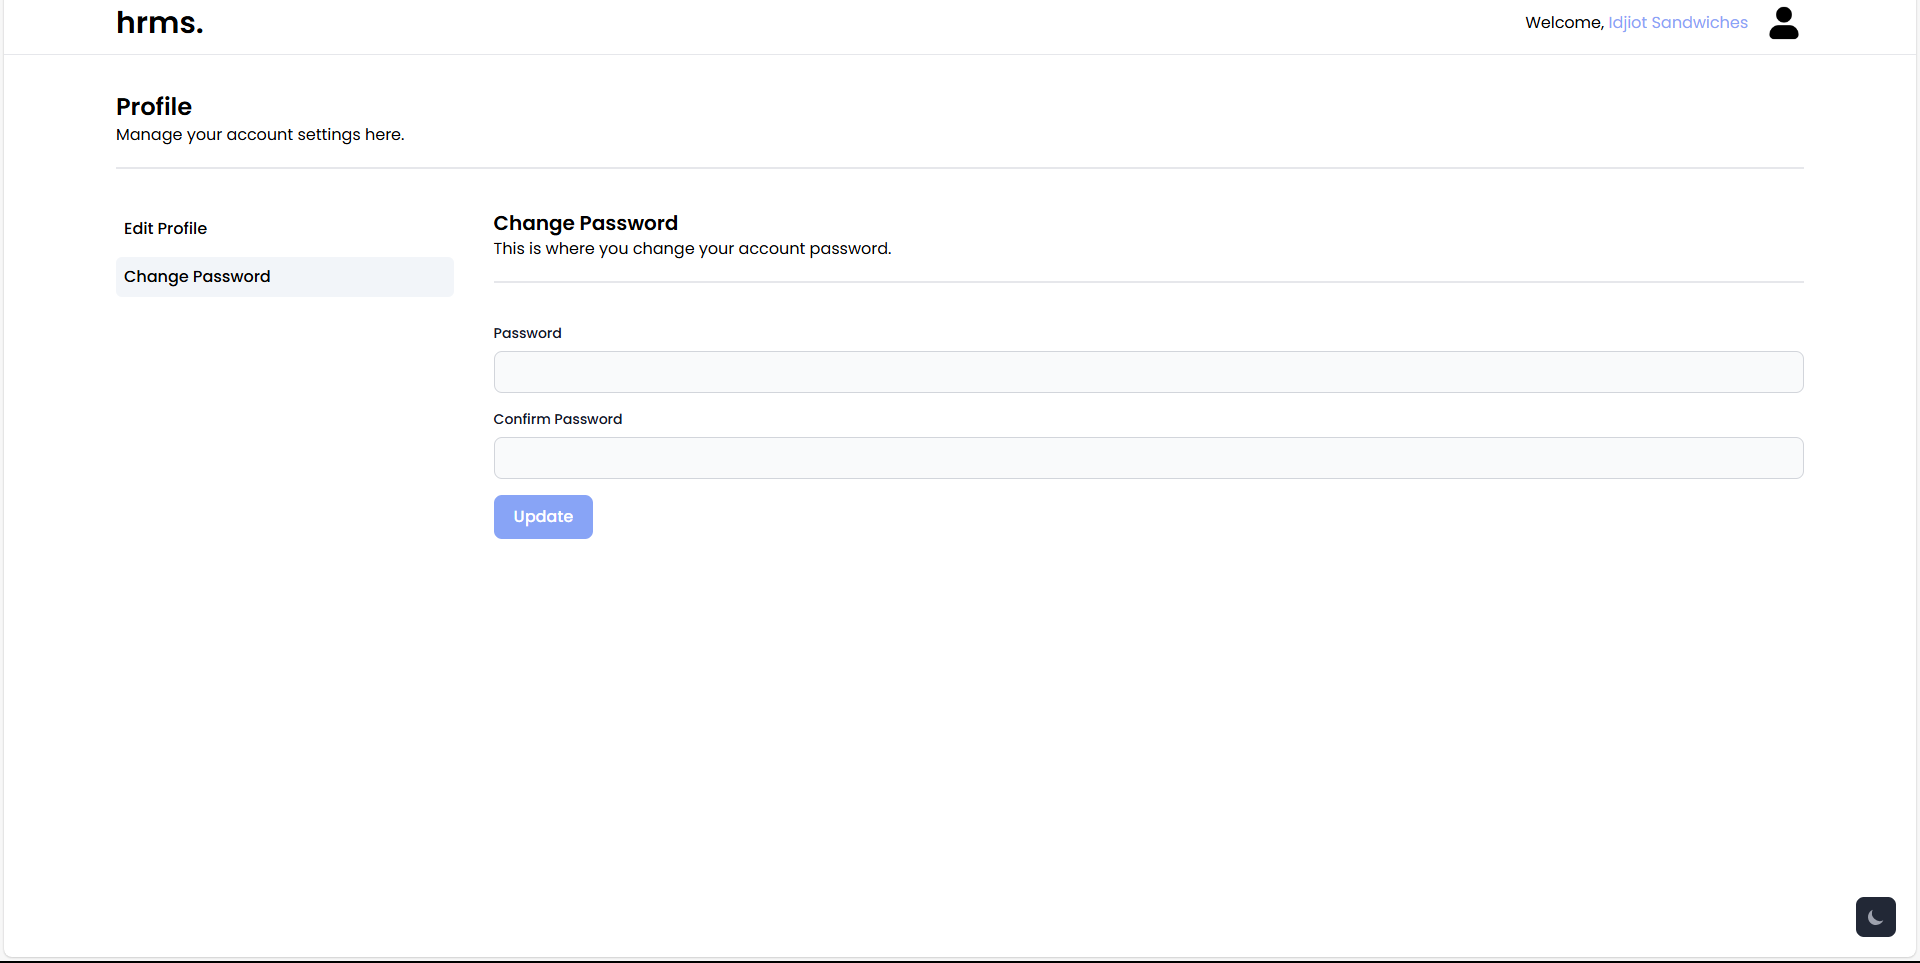 hrms.
Welcome, Idjiot Sandwiches
Profile
Manage your account settings here.
Edit Profile
Change Password
Change Password
This is where you change your account password.
Password
Confirm Password
Update